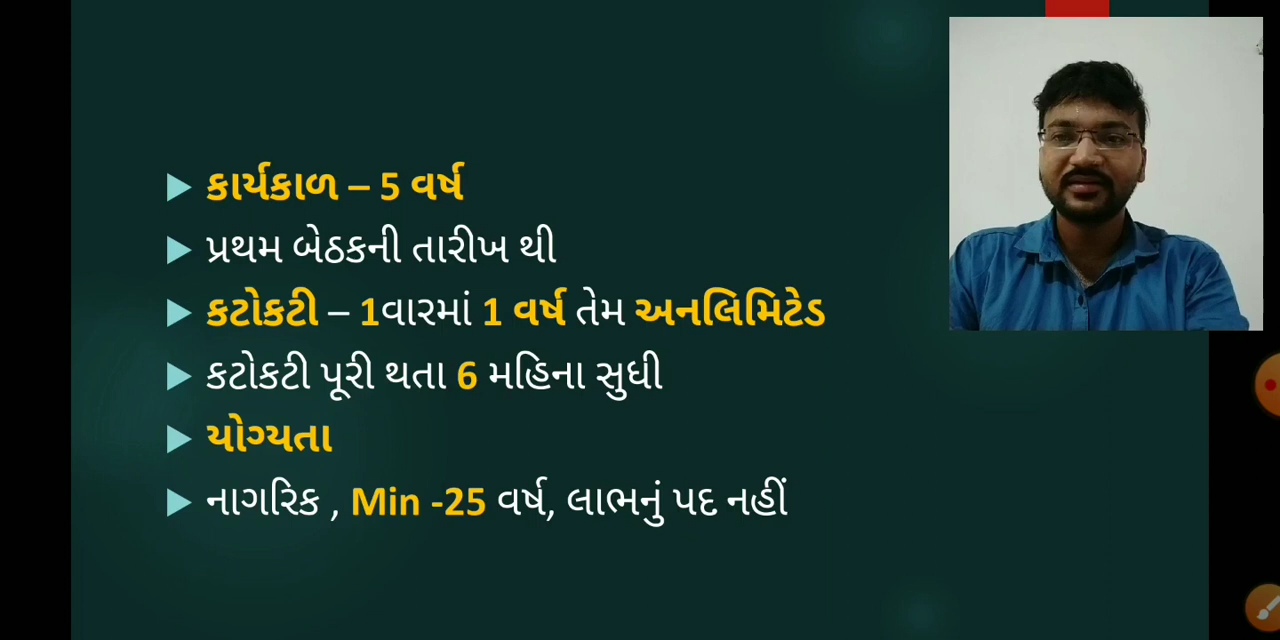 કાર્યકાળ – 5 વર્ષ
પ્રથમ બેઠકની તારીખ થી
કટોકટી – 1વારમાં 1 વર્ષ તેમ અનલિમિટેડ
કટોકટી પૂરી થતા 6 મહિના સુધી
યોગ્યતા
નાગરિક , Min -25 વર્ષ, લાભનું પદ નહીં